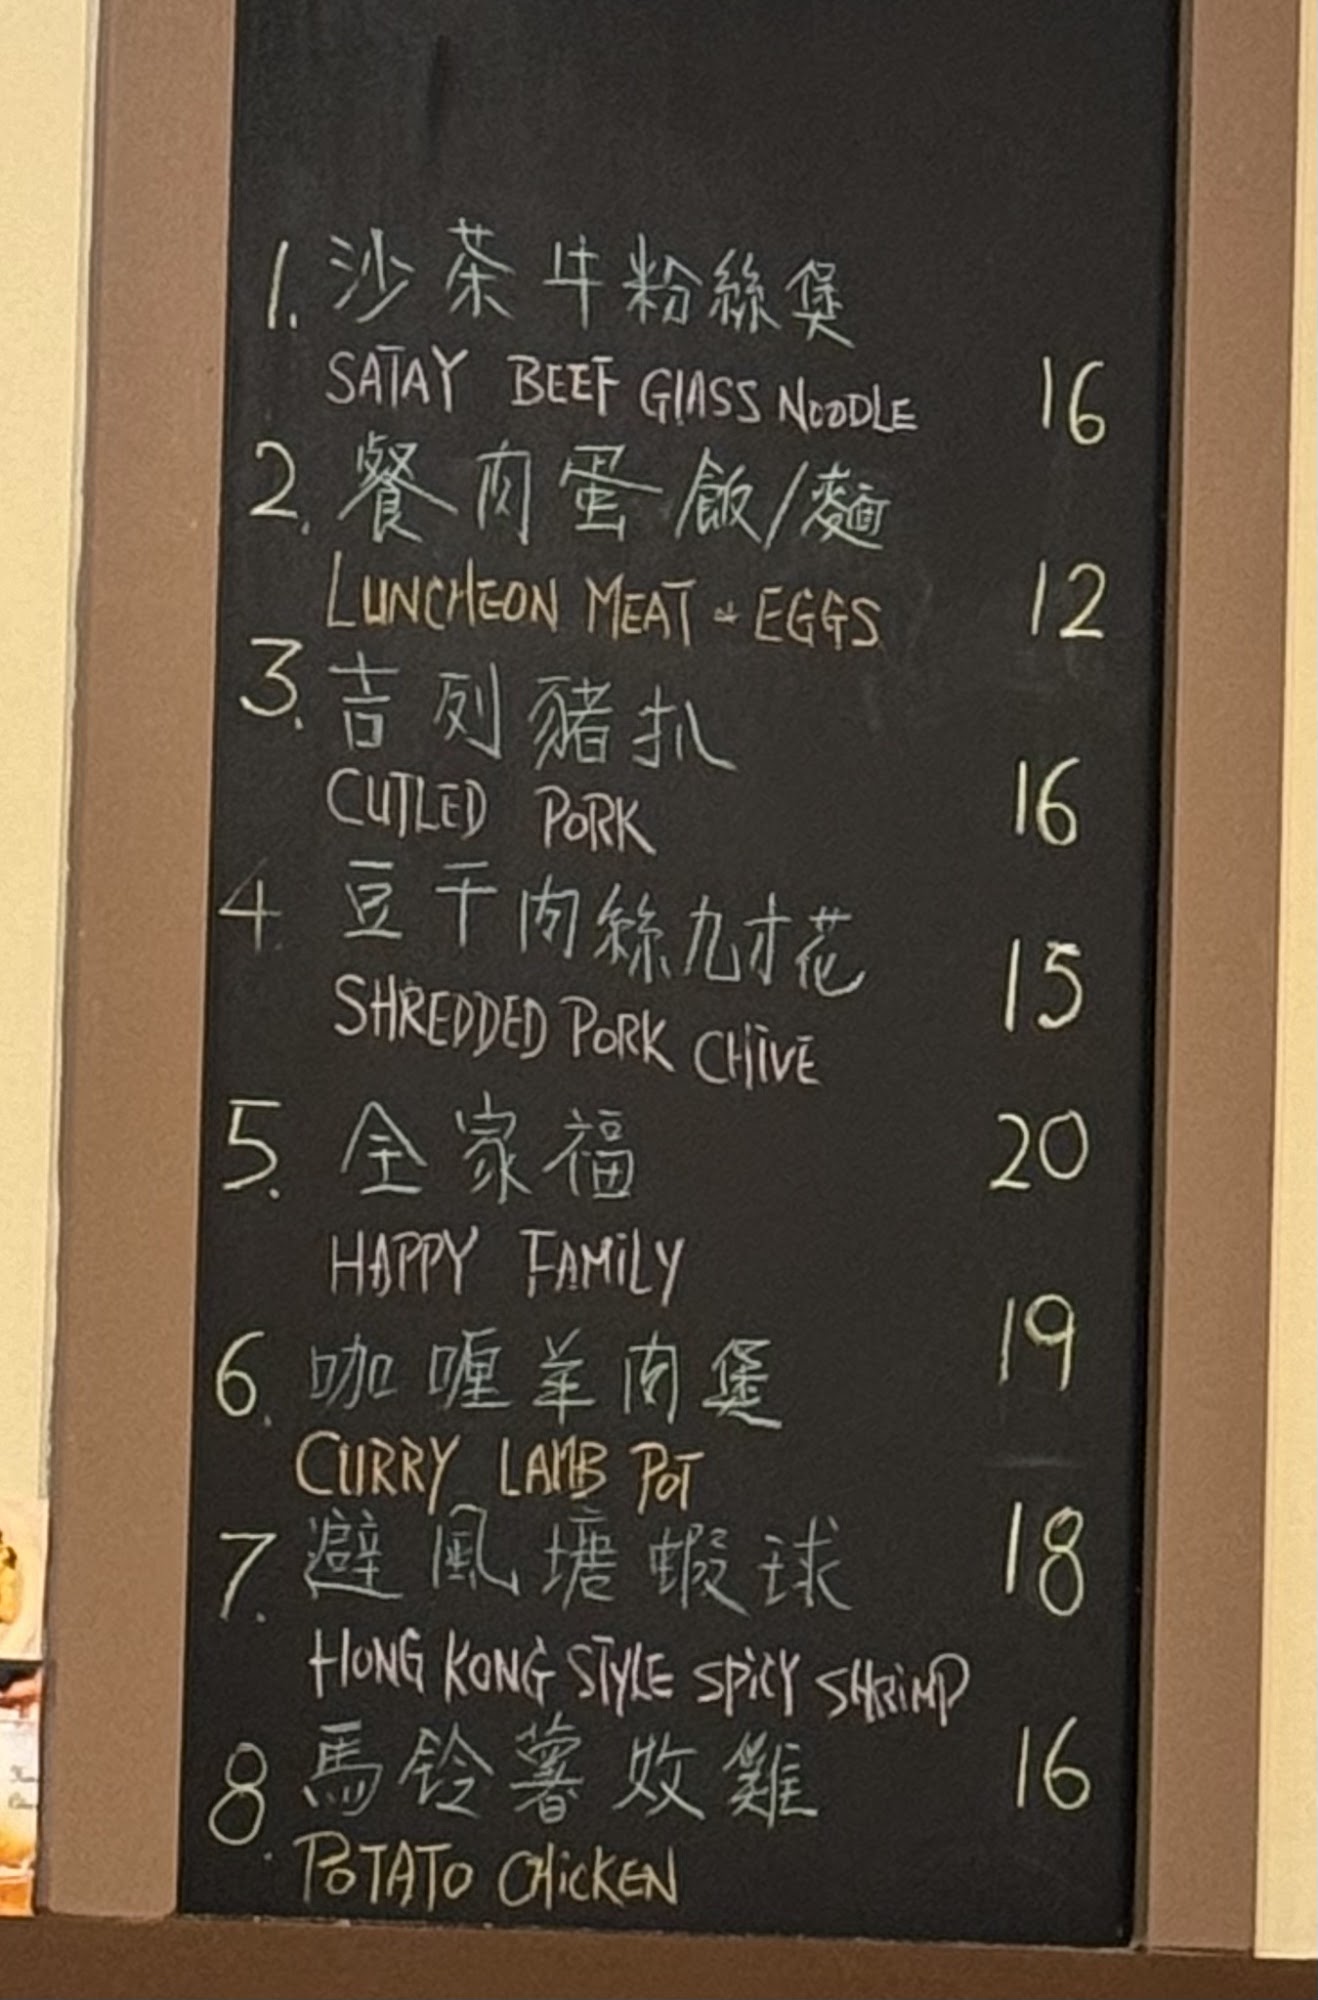 1. 沙茶牛粉絲煲
SATAY BEEF GLASS NOODLE 16
2. 餐肉蛋飯/麵
LUNCHEON MEAT & EGGS 12
3. 吉列豬扒
CUTLED PORK 16
4. 豆干肉絲九才花
SHREDDED PORK CHIVE 15
5. 全家福 20
HAPPY FAMILY
6. 咖喱羊肉煲 19
CURRY LAMB POT
7. 避風塘蝦球 18
HONG KONG STYLE SPICY SHRIMP
8. 馬铃薯炆雞 16
POTATO CHICKEN